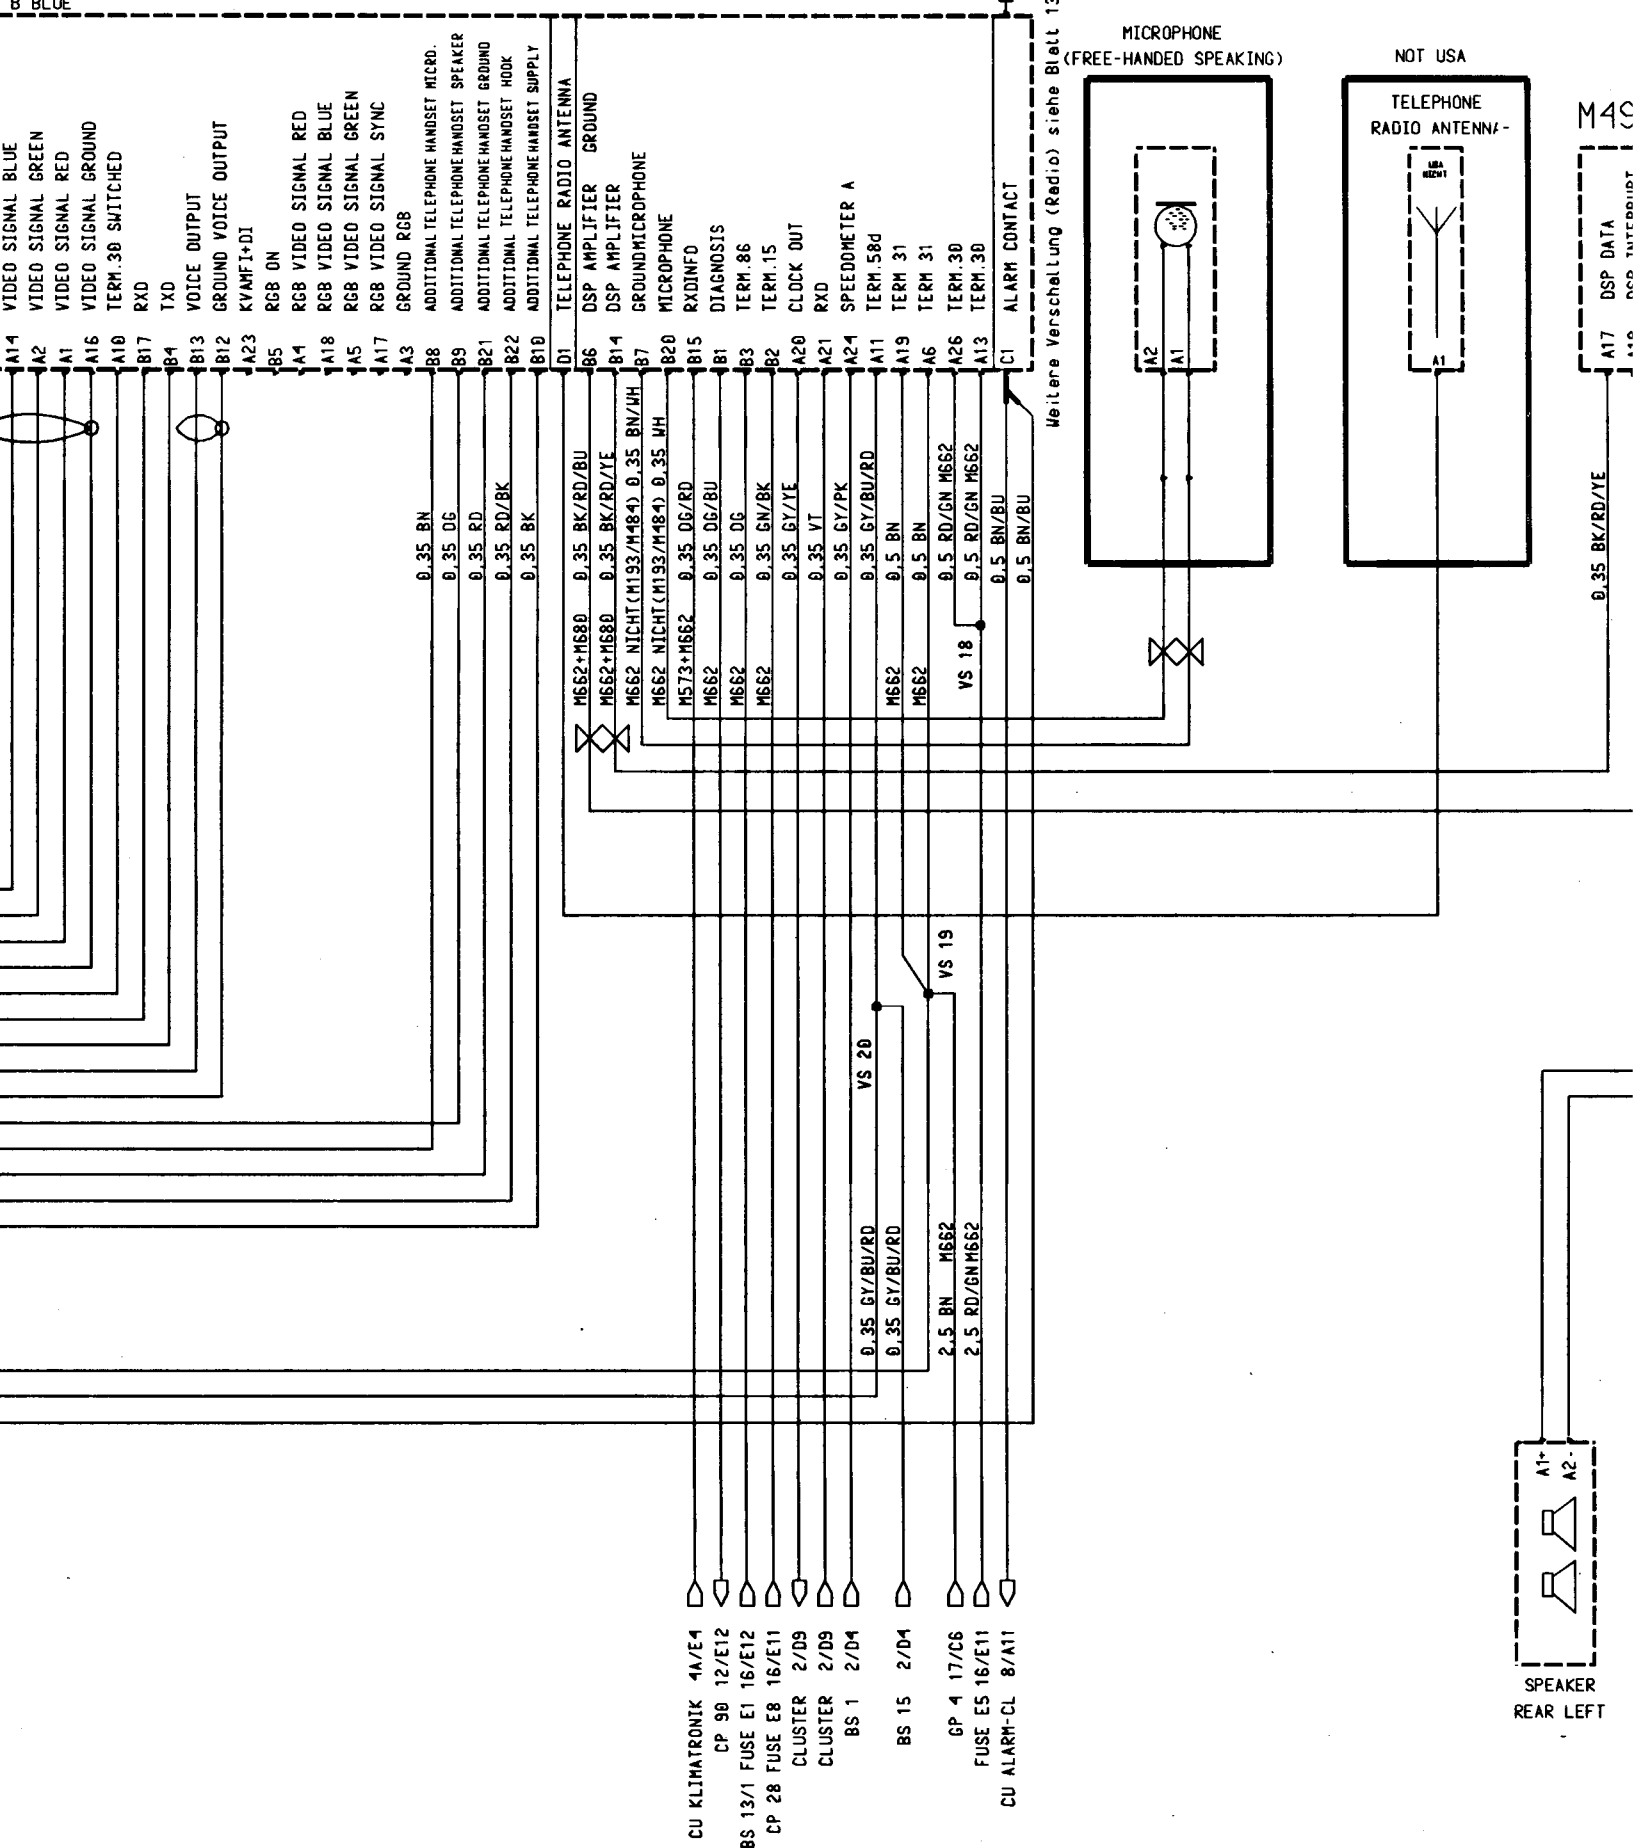 B BLUE
VIDEO SIGNAL BLUE
VIDEO SIGNAL GREEN
VIDEO SIGNAL RED
VIDEO SIGNAL GROUND
TERM.30 SWITCHED
RXD
TXD
VOICE OUTPUT
GROUND VOICE OUTPUT
KVAMFI+DI
RGB ON
RGB VIDEO SIGNAL RED
RGB VIDEO SIGNAL BLUE
RGB VIDEO SIGNAL GREEN
RGB VIDEO SIGNAL SYNC
GROUND RGB
ADDITIONAL TELEPHONE HANDSET MICRO.
ADDITIONAL TELEPHONE HANDSET SPEAKER
ADDITIONAL TELEPHONE HANDSET GROUND
ADDITIONAL TELEPHONE HANDSET HOOK
ADDITIONAL TELEPHONE HANDSET SUPPLY
TELEPHONE RADIO ANTENNA
DSP AMPLIFIER GROUND
DSP AMPLIFIER
GROUNDMICROPHONE
MICROPHONE
RXDINFO
DIAGNOSIS
TERM.86
TERM.15
CLOCK OUT
RXD
SPEEDOMETER A
TERM.58d
TERM 31
TERM 31
TERM.30
TERM.30
ALARM CONTACT
A14
A2
A1
A16
A10
B17
B4
B13
B12
A23
B5
A4
A18
A5
A17
A3
B8
B9
B21
B22
B10
D1
B6
B14
B7
B20
B15
B1
B3
B2
A20
A21
A24
A11
A19
A6
A26
A13
C1
Weitere Verschaltung (Radio) siehe Blatt 13
MICROPHONE
(FREE-HANDED SPEAKING)
A2
A1
NOT USA
TELEPHONE
RADIO ANTENNA-
USA
NICHT
A1
M49
DSP DATA
DSP INTERRUPT
A17
0,35 BK/RD/YE
0,35 BN
0,35 OG
0,35 RD
0,35 RD/BK
0,35 BK
M662+M680 0,35 BK/RD/BU
M662+M680 0,35 BK/RD/YE
M662 NICHT(M193/M484) 0,35 BN/WH
M662 NICHT(M193/M484) 0,35 WH
M573+M662 0,35 OG/RD
M662 0,35 OG/BU
M662 0,35 OG
M662 0,35 GN/BK
0,35 GY/YE
0,35 VT
0,35 GY/PK
0,35 GY/BU/RD
M662 0,5 BN
M662 0,5 BN
0,5 RD/GN M662
0,5 RD/GN M662
0,5 BN/BU
0,5 BN/BU
VS 18
VS 19
VS 20
0,35 GY/BU/RD
0,35 GY/BU/RD
2,5 BN M662
2,5 RD/GN M662
CU KLIMATRONIK 4A/E4
CP 90 12/E12
BS 13/1 FUSE E1 16/E12
CP 28 FUSE E8 16/E11
CLUSTER 2/D9
CLUSTER 2/D9
BS 1 2/D4
BS 15 2/D4
GP 4 17/C6
FUSE E5 16/E11
CU ALARM-CL 8/A11
A1+
A2-
SPEAKER
REAR LEFT